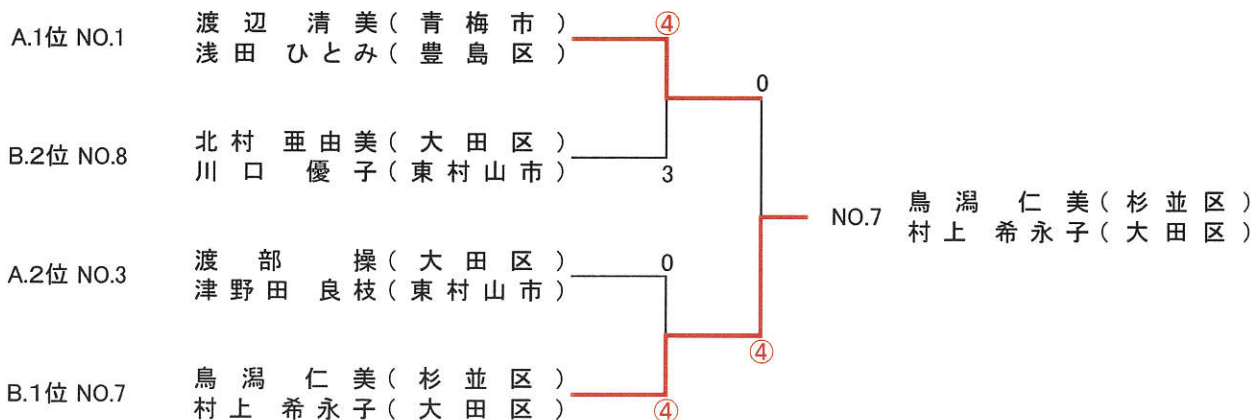 A.1位 NO.1
渡辺 清美(青梅市)
浅田 ひとみ(豊島区)
④
0
B.2位 NO.8
北村 亜由美(大田区)
川口 優子(東村山市)
3
NO.7
鳥潟 仁美(杉並区)
村上 希永子(大田区)
A.2位 NO.3
渡部 操(大田区)
津野田 良枝(東村山市)
0
④
B.1位 NO.7
鳥潟 仁美(杉並区)
村上 希永子(大田区)
④